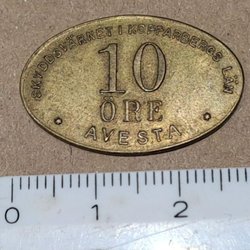 SKYDDSVÄRNET I KOPPARBERGS LÄN
10
ÖRE
AVESTA
0 1 2